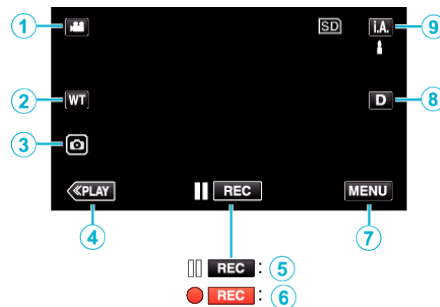 1 SD i.A. 9
2 WT D 8
3
≪PLAY REC MENU
4 7
REC : 5
REC : 6